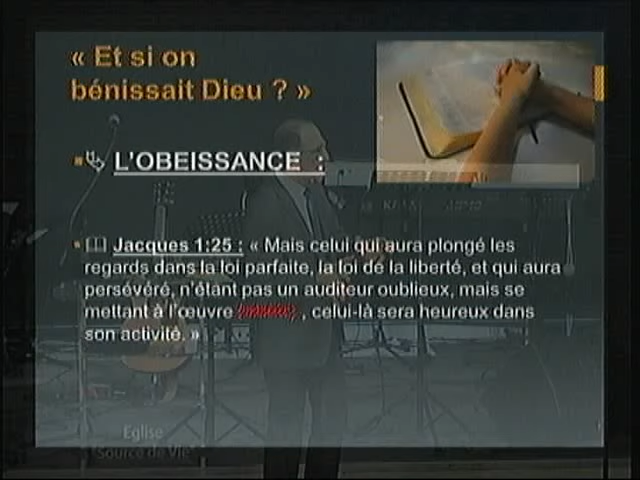 « Et si on
bénissait Dieu ? »
L'OBEISSANCE :
Jacques 1:25 : « Mais celui qui aura plongé les
regards dans la loi parfaite, la loi de la liberté, et qui aura
persévéré, n'étant pas un auditeur oublieux, mais se
mettant à l'œuvre , celui-là sera heureux dans
son activité. »
Eglise
"Source de Vie"